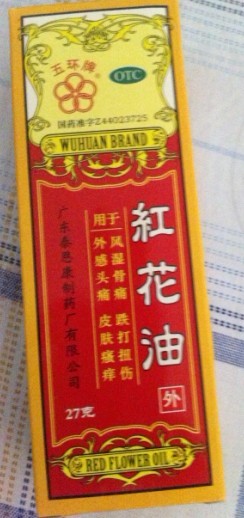 五环牌
OTC
国药准字Z44023725
WUHUAN BRAND
紅花油
外
用于 风湿骨痛 跌打扭伤
外感头痛 皮肤瘙痒
广东泰恩康制药厂有限公司
27克
RED FLOWER OIL